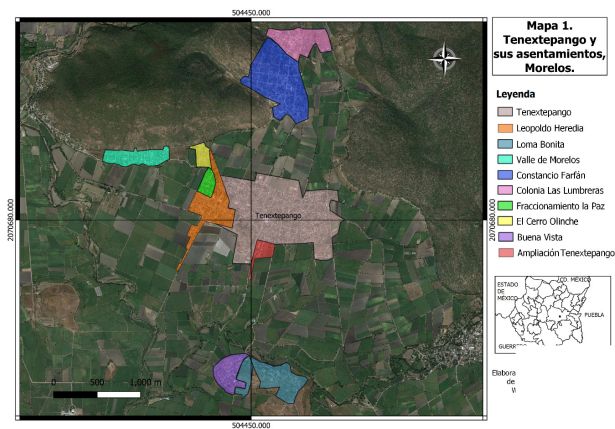 504450.000
Mapa 1.
Tenextepango y
sus asentamientos,
Morelos.
Leyenda
Tenextepango
Leopoldo Heredia
Loma Bonita
Valle de Morelos
Constancio Farfán
Colonia Las Lumbreras
Fraccionamiento la Paz
El Cerro Olinche
Buena Vista
Ampliación Tenextepango
2070680.000
Tenextepango
2070680.000
ESTADO
DE
MÉXICO
CD. MÉXICO
PUEBLA
GUERR
Elabora
de
0 500 1,000 m
504450.000